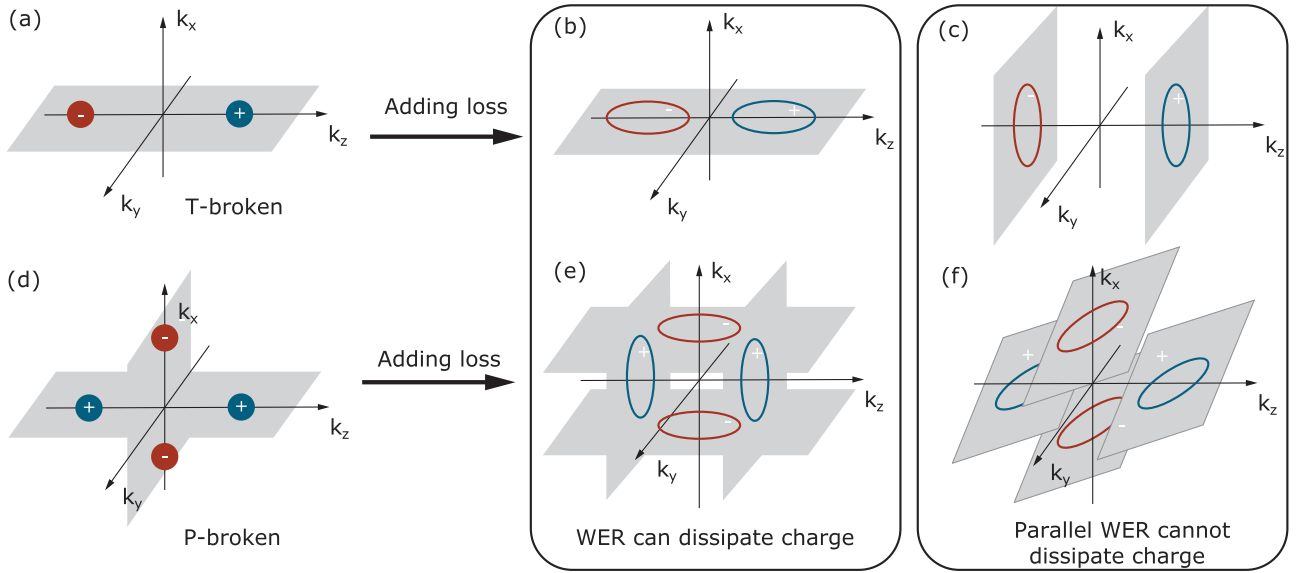 (a)
kx
-
+
kz
ky
T-broken
Adding loss
(b)
kx
-
+
kz
ky
(c)
kx
-
+
kz
ky
(d)
kx
-
+
+
kz
-
ky
P-broken
Adding loss
(e)
kx
-
+
+
kz
-
ky
WER can dissipate charge
(f)
kx
-
+
+
kz
-
ky
Parallel WER cannot
dissipate charge